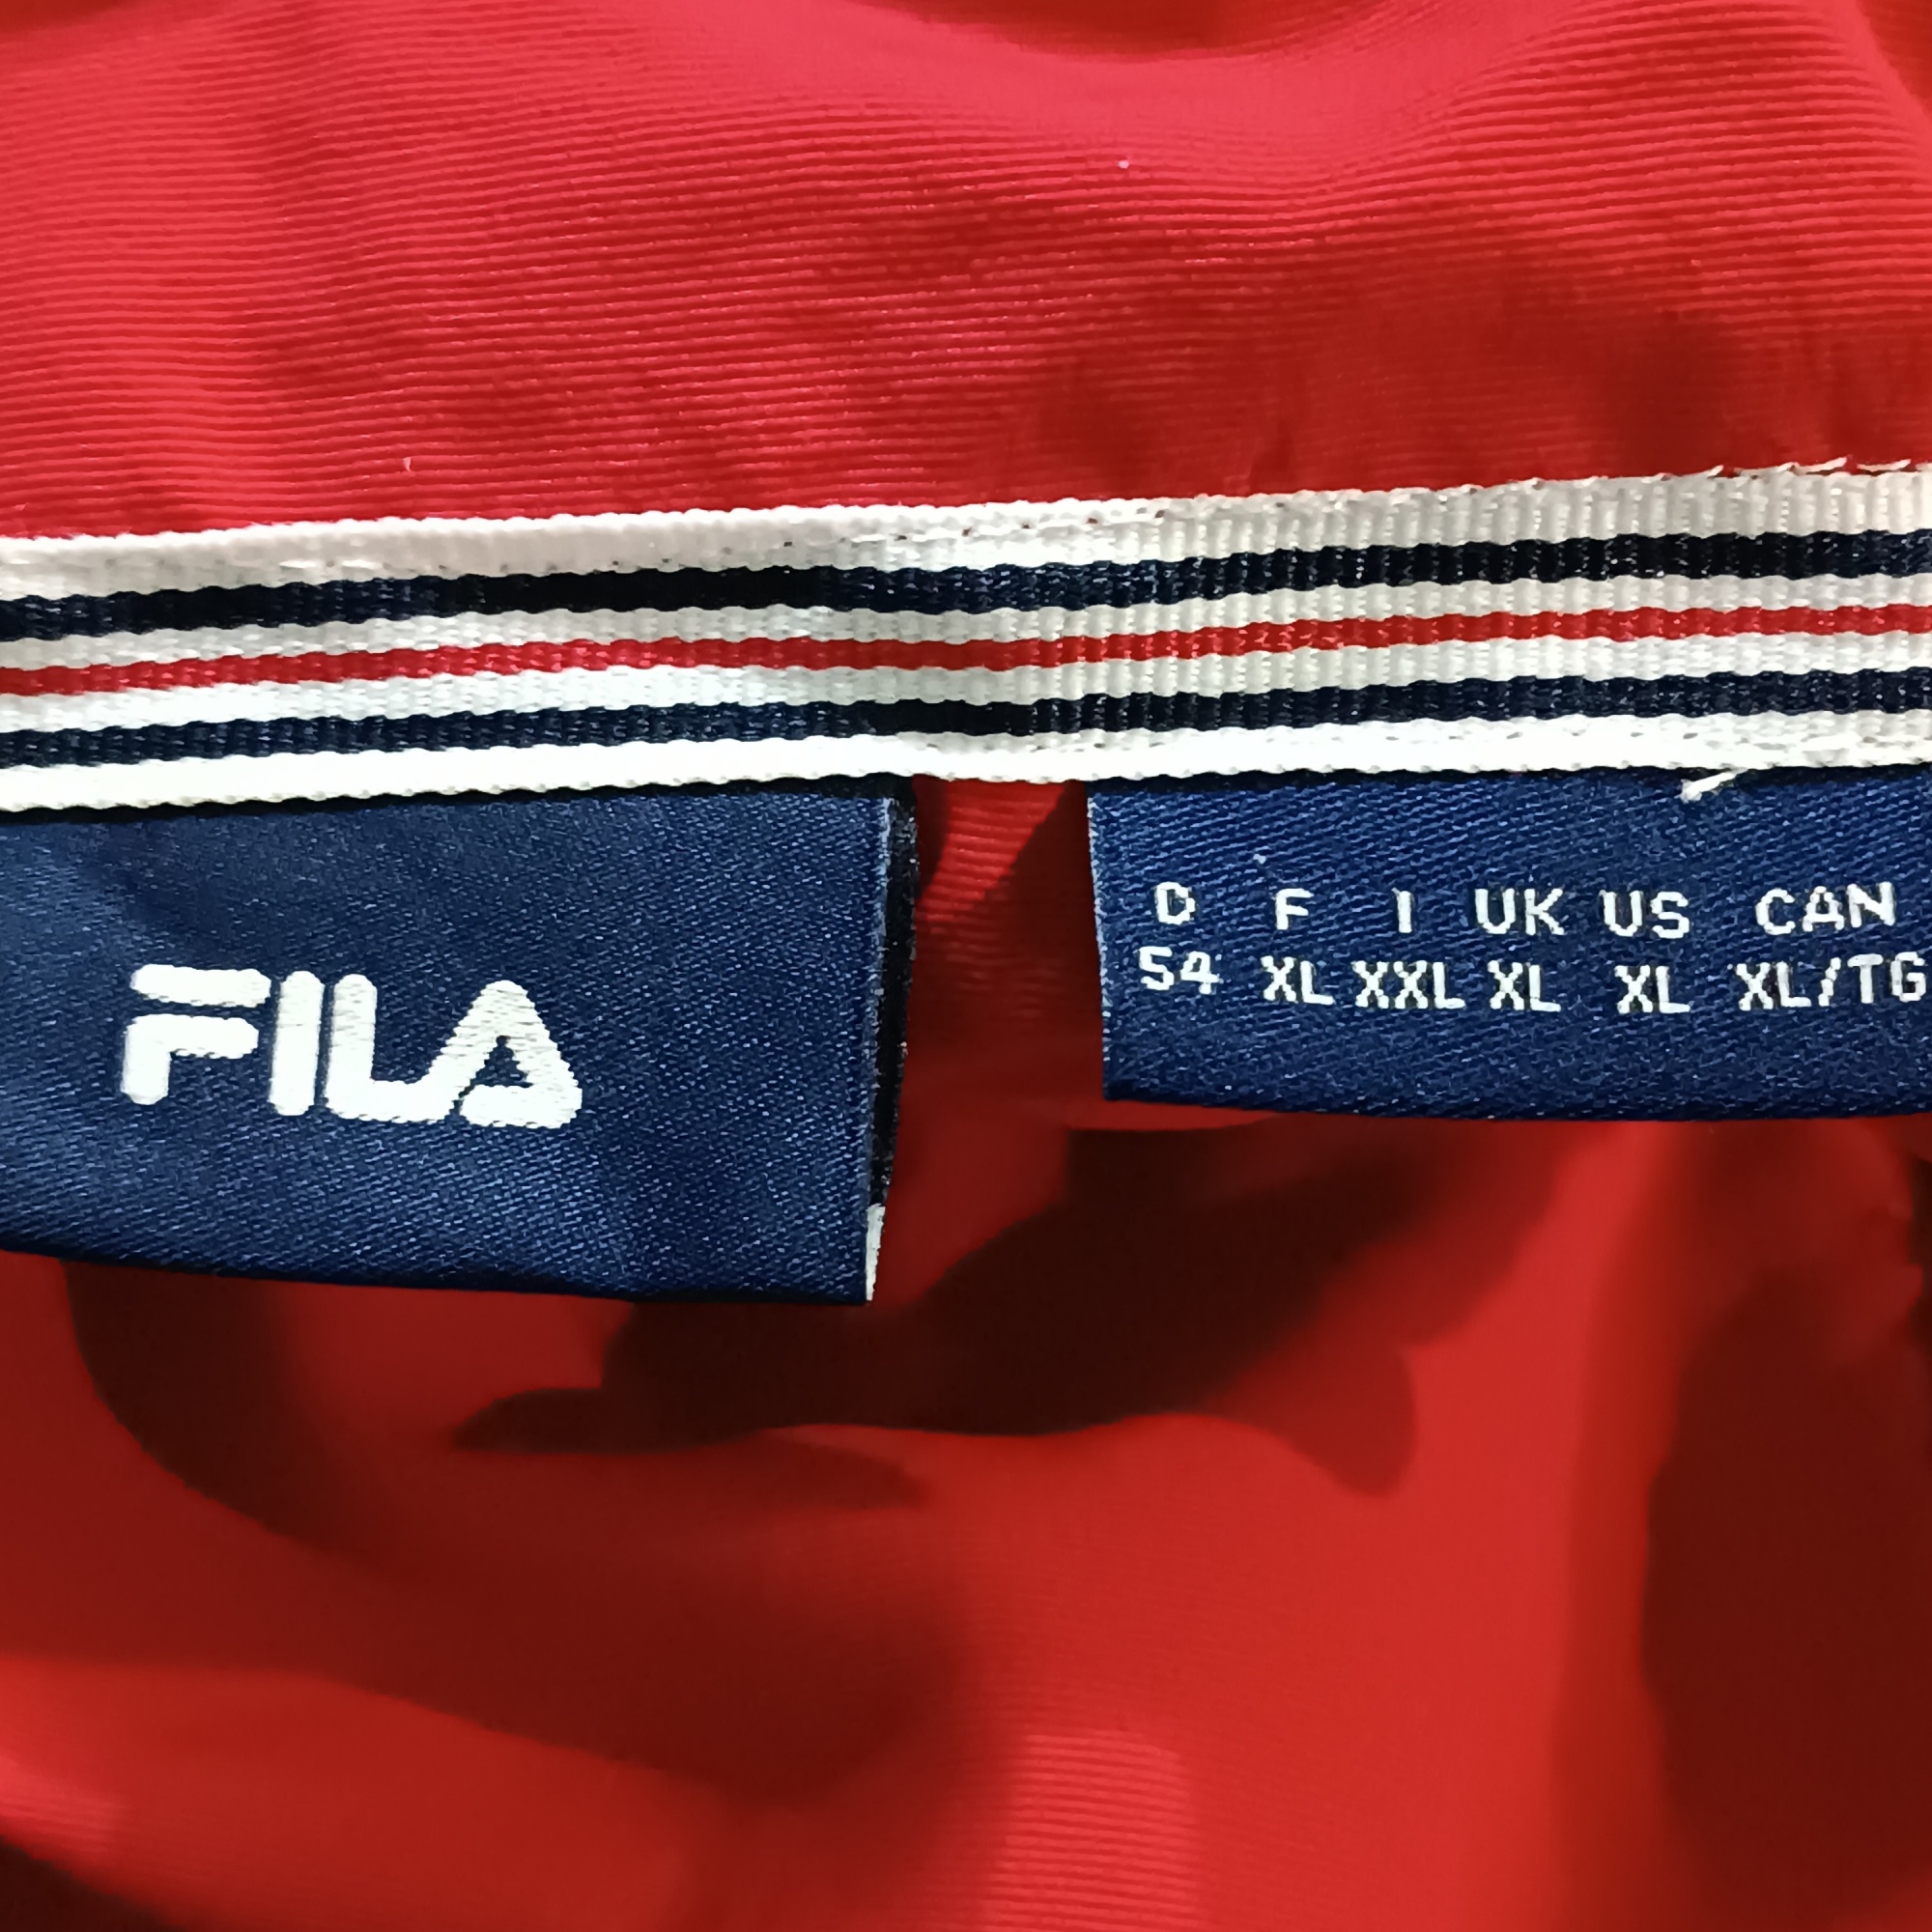 FILA
D F I UK US CAN
54 XL XXL XL XL XL/TG